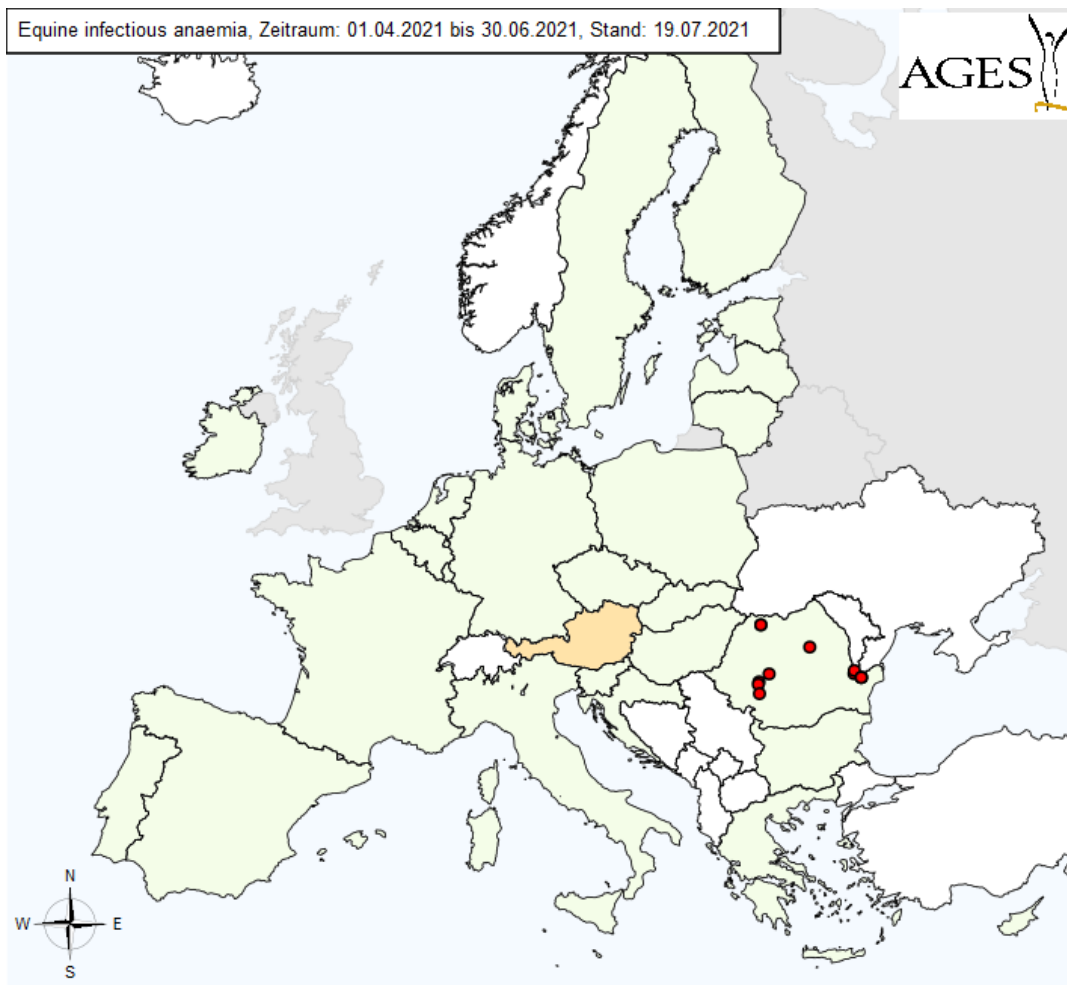 Equine infectious anaemia, Zeitraum: 01.04.2021 bis 30.06.2021, Stand: 19.07.2021
AGES
N
W E
S